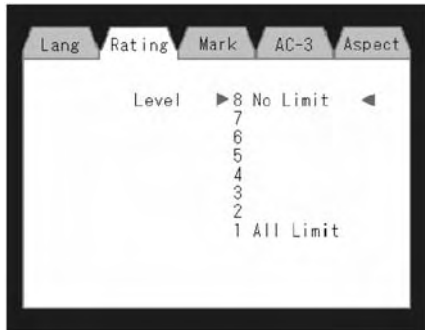 Lang Rating Mark AC-3 Aspect
Level ▶ 8 No Limit ◀
7
6
5
4
3
2
1 All Limit